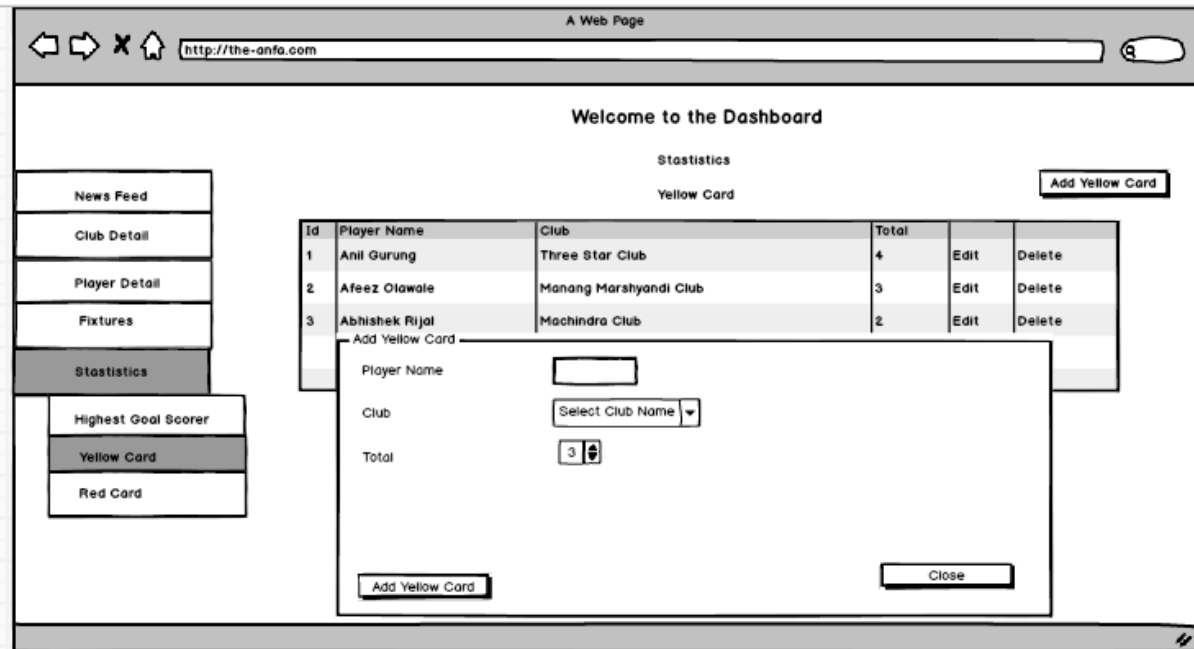 A Web Page
http://the-anfa.com
Welcome to the Dashboard
Stastistics
Yellow Card
Add Yellow Card
News Feed
Club Detail
Player Detail
Fixtures
Stastistics
Highest Goal Scorer
Yellow Card
Red Card
Id Player Name Club Total
1 Anil Gurung Three Star Club 4 Edit Delete
2 Afeez Olawale Manang Marshyandi Club 3 Edit Delete
3 Abhishek Rijal Machindra Club 2 Edit Delete
Add Yellow Card
Player Name
Club Select Club Name
Total 3
Add Yellow Card Close